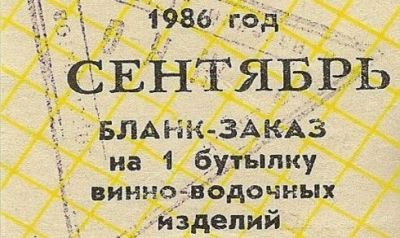 1986 год
СЕНТЯБРЬ
БЛАНК-ЗАКАЗ
на 1 бутылку
винно-водочных
изделий